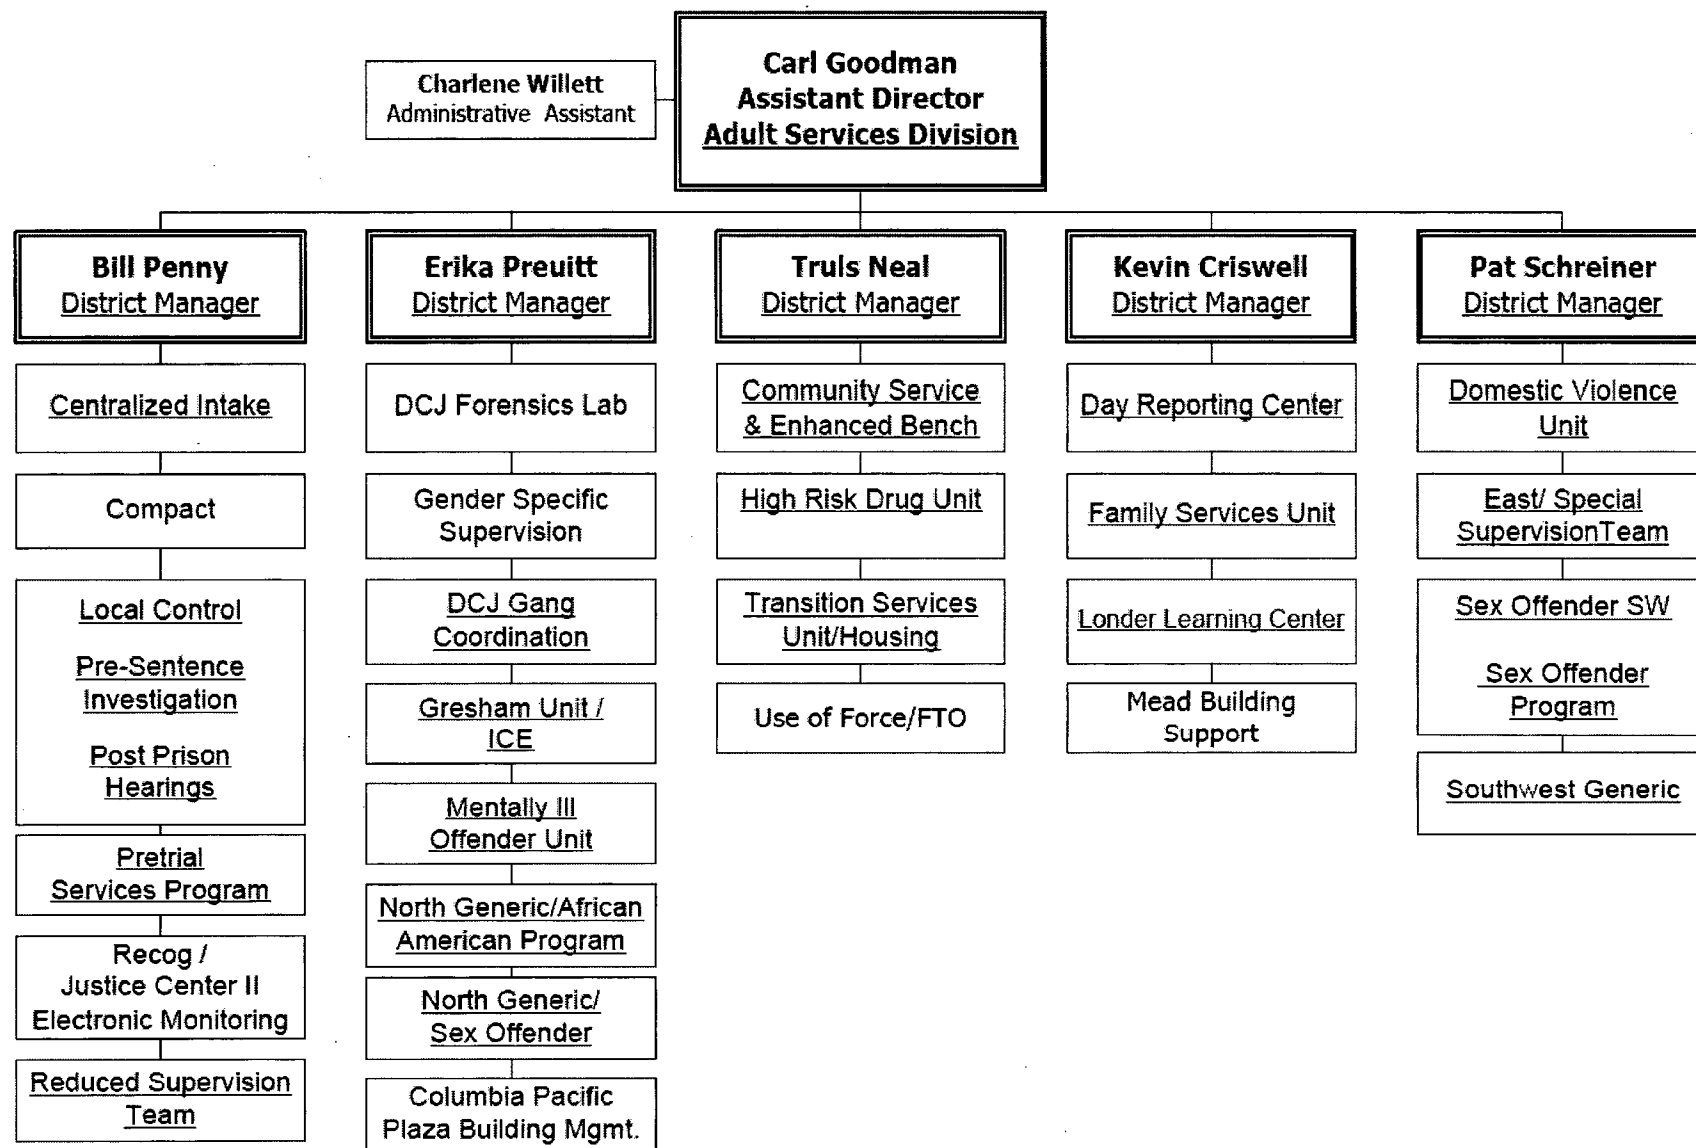 Charlene Willett
Administrative Assistant
Carl Goodman
Assistant Director
Adult Services Division
Bill Penny
District Manager
Centralized Intake
Compact
Local Control
Pre-Sentence
Investigation
Post Prison
Hearings
Pretrial
Services Program
Recog /
Justice Center II
Electronic Monitoring
Reduced Supervision
Team
Erika Preuitt
District Manager
DCJ Forensics Lab
Gender Specific
Supervision
DCJ Gang
Coordination
Gresham Unit /
ICE
Mentally Ill
Offender Unit
North Generic/African
American Program
North Generic/
Sex Offender
Columbia Pacific
Plaza Building Mgmt.
Truls Neal
District Manager
Community Service
& Enhanced Bench
High Risk Drug Unit
Transition Services
Unit/Housing
Use of Force/FTO
Kevin Criswell
District Manager
Day Reporting Center
Family Services Unit
Londer Learning Center
Mead Building
Support
Pat Schreiner
District Manager
Domestic Violence
Unit
East/ Special
SupervisionTeam
Sex Offender SW
Sex Offender
Program
Southwest Generic